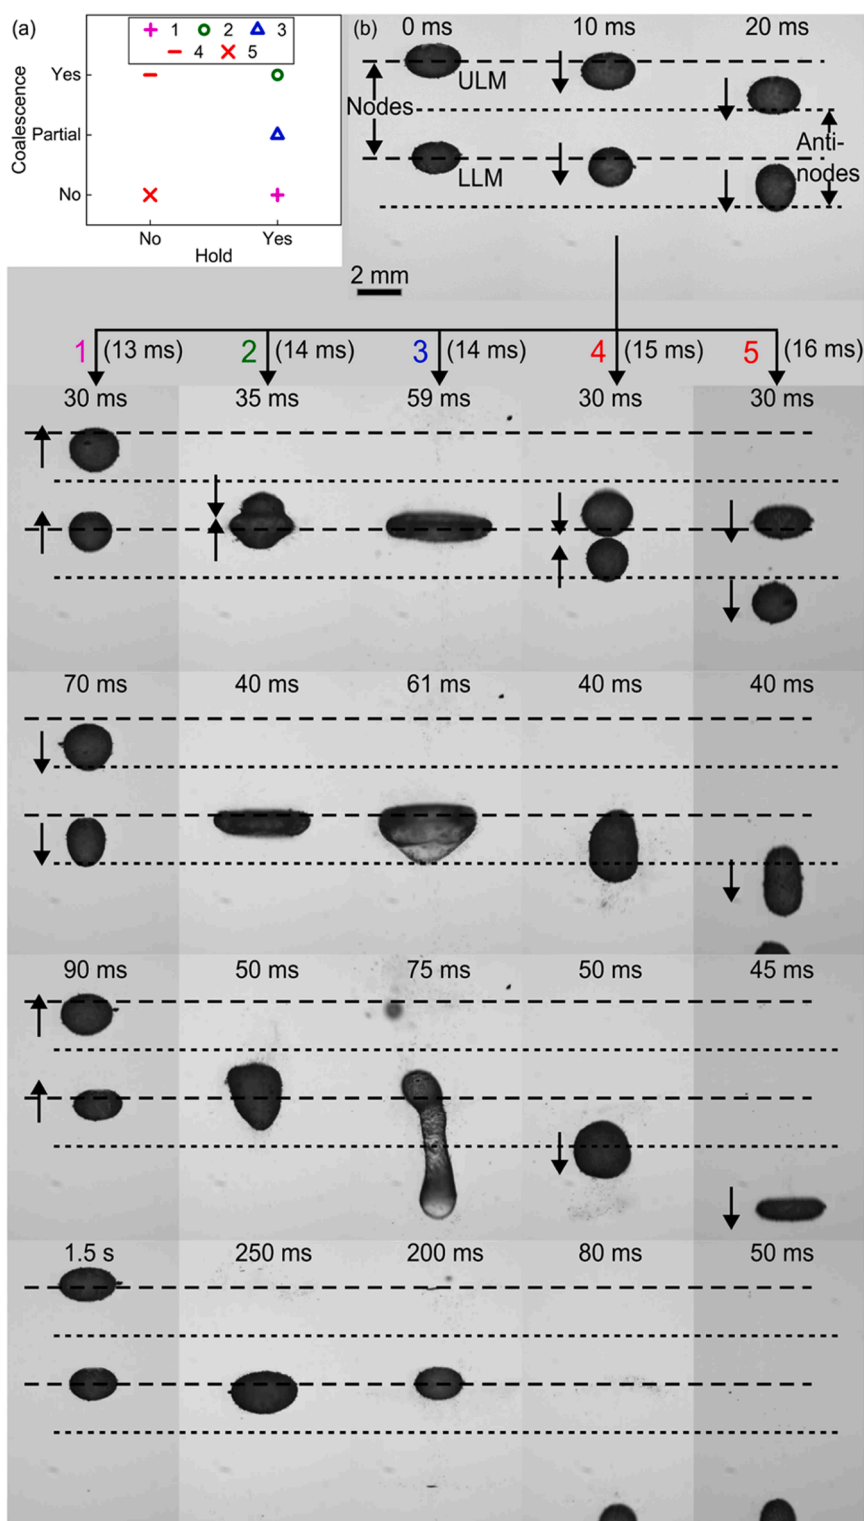 (a)
1 2 3
4 5
Coalescence
Yes
Partial
No
No Yes
Hold
(b) 0 ms 10 ms 20 ms
ULM
Nodes
LLM
Anti-
nodes
2 mm
1 (13 ms) 2 (14 ms) 3 (14 ms) 4 (15 ms) 5 (16 ms)
30 ms 35 ms 59 ms 30 ms 30 ms
70 ms 40 ms 61 ms 40 ms 40 ms
90 ms 50 ms 75 ms 50 ms 45 ms
1.5 s 250 ms 200 ms 80 ms 50 ms